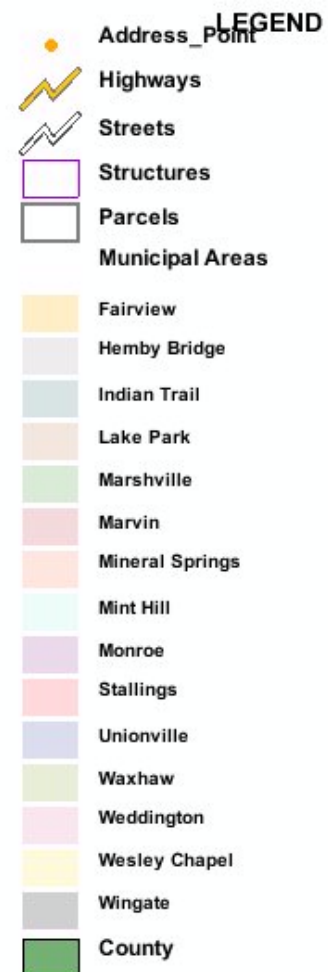 LEGEND
Address_Point
Highways
Streets
Structures
Parcels
Municipal Areas
Fairview
Hemby Bridge
Indian Trail
Lake Park
Marshville
Marvin
Mineral Springs
Mint Hill
Monroe
Stallings
Unionville
Waxhaw
Weddington
Wesley Chapel
Wingate
County